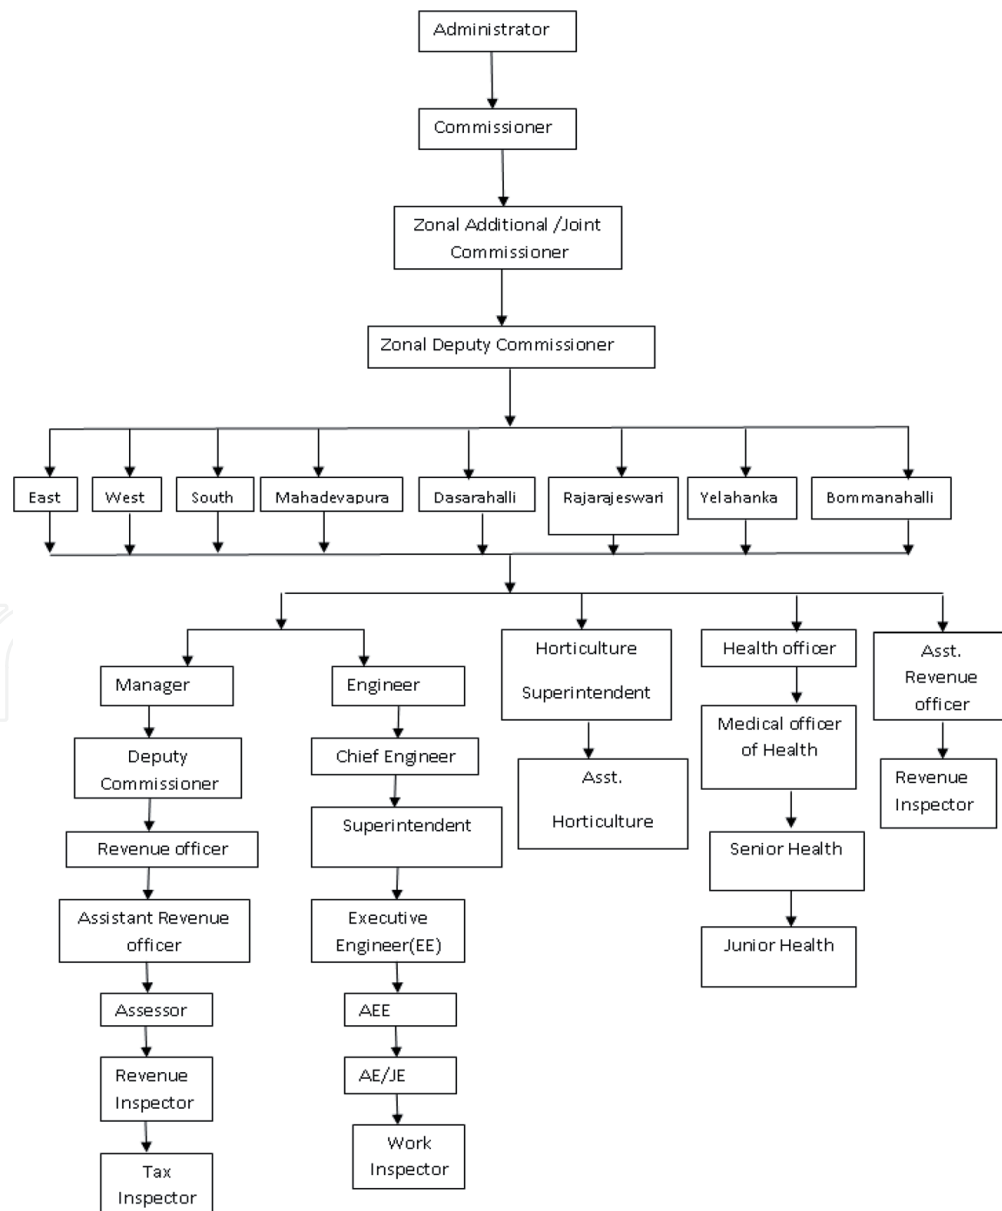 Administrator
Commissioner
Zonal Additional /Joint
Commissioner
Zonal Deputy Commissioner
East
West
South
Mahadevapura
Dasarahalli
Rajarajeswari
Yelahanka
Bommanahalli
Manager
Deputy
Commissioner
Revenue officer
Assistant Revenue
officer
Assessor
Revenue
Inspector
Tax
Inspector
Engineer
Chief Engineer
Superintendent
Executive
Engineer(EE)
AEE
AE/JE
Work
Inspector
Horticulture
Superintendent
Asst.
Horticulture
Health officer
Medical officer
of Health
Senior Health
Junior Health
Asst.
Revenue
officer
Revenue
Inspector